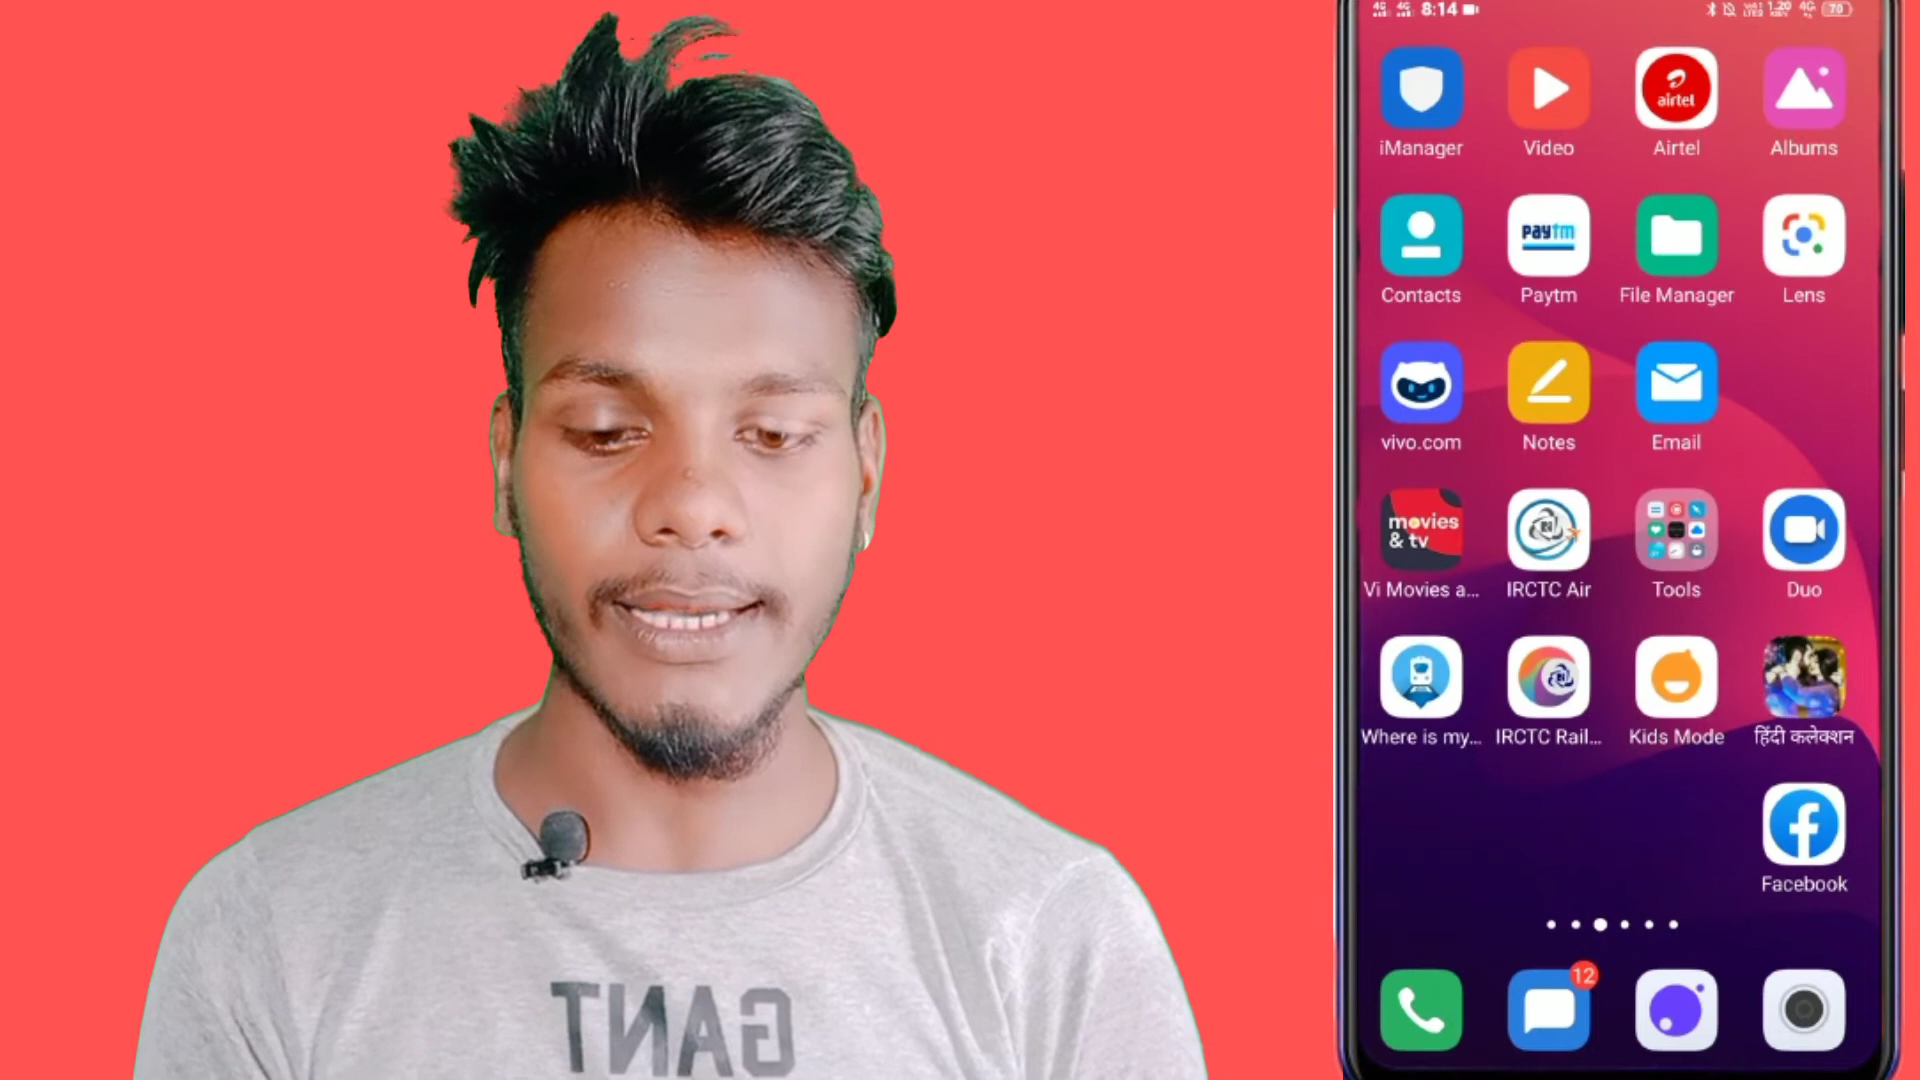 8:14
70
airtel
iManager Video Airtel Albums
paytm
Contacts Paytm File Manager Lens
vivo.com Notes Email
movies
& tv
Vi Movies a... IRCTC Air Tools Duo
Where is my... IRCTC Rail... Kids Mode हिंदी कलेक्शन
Facebook
12
GANT